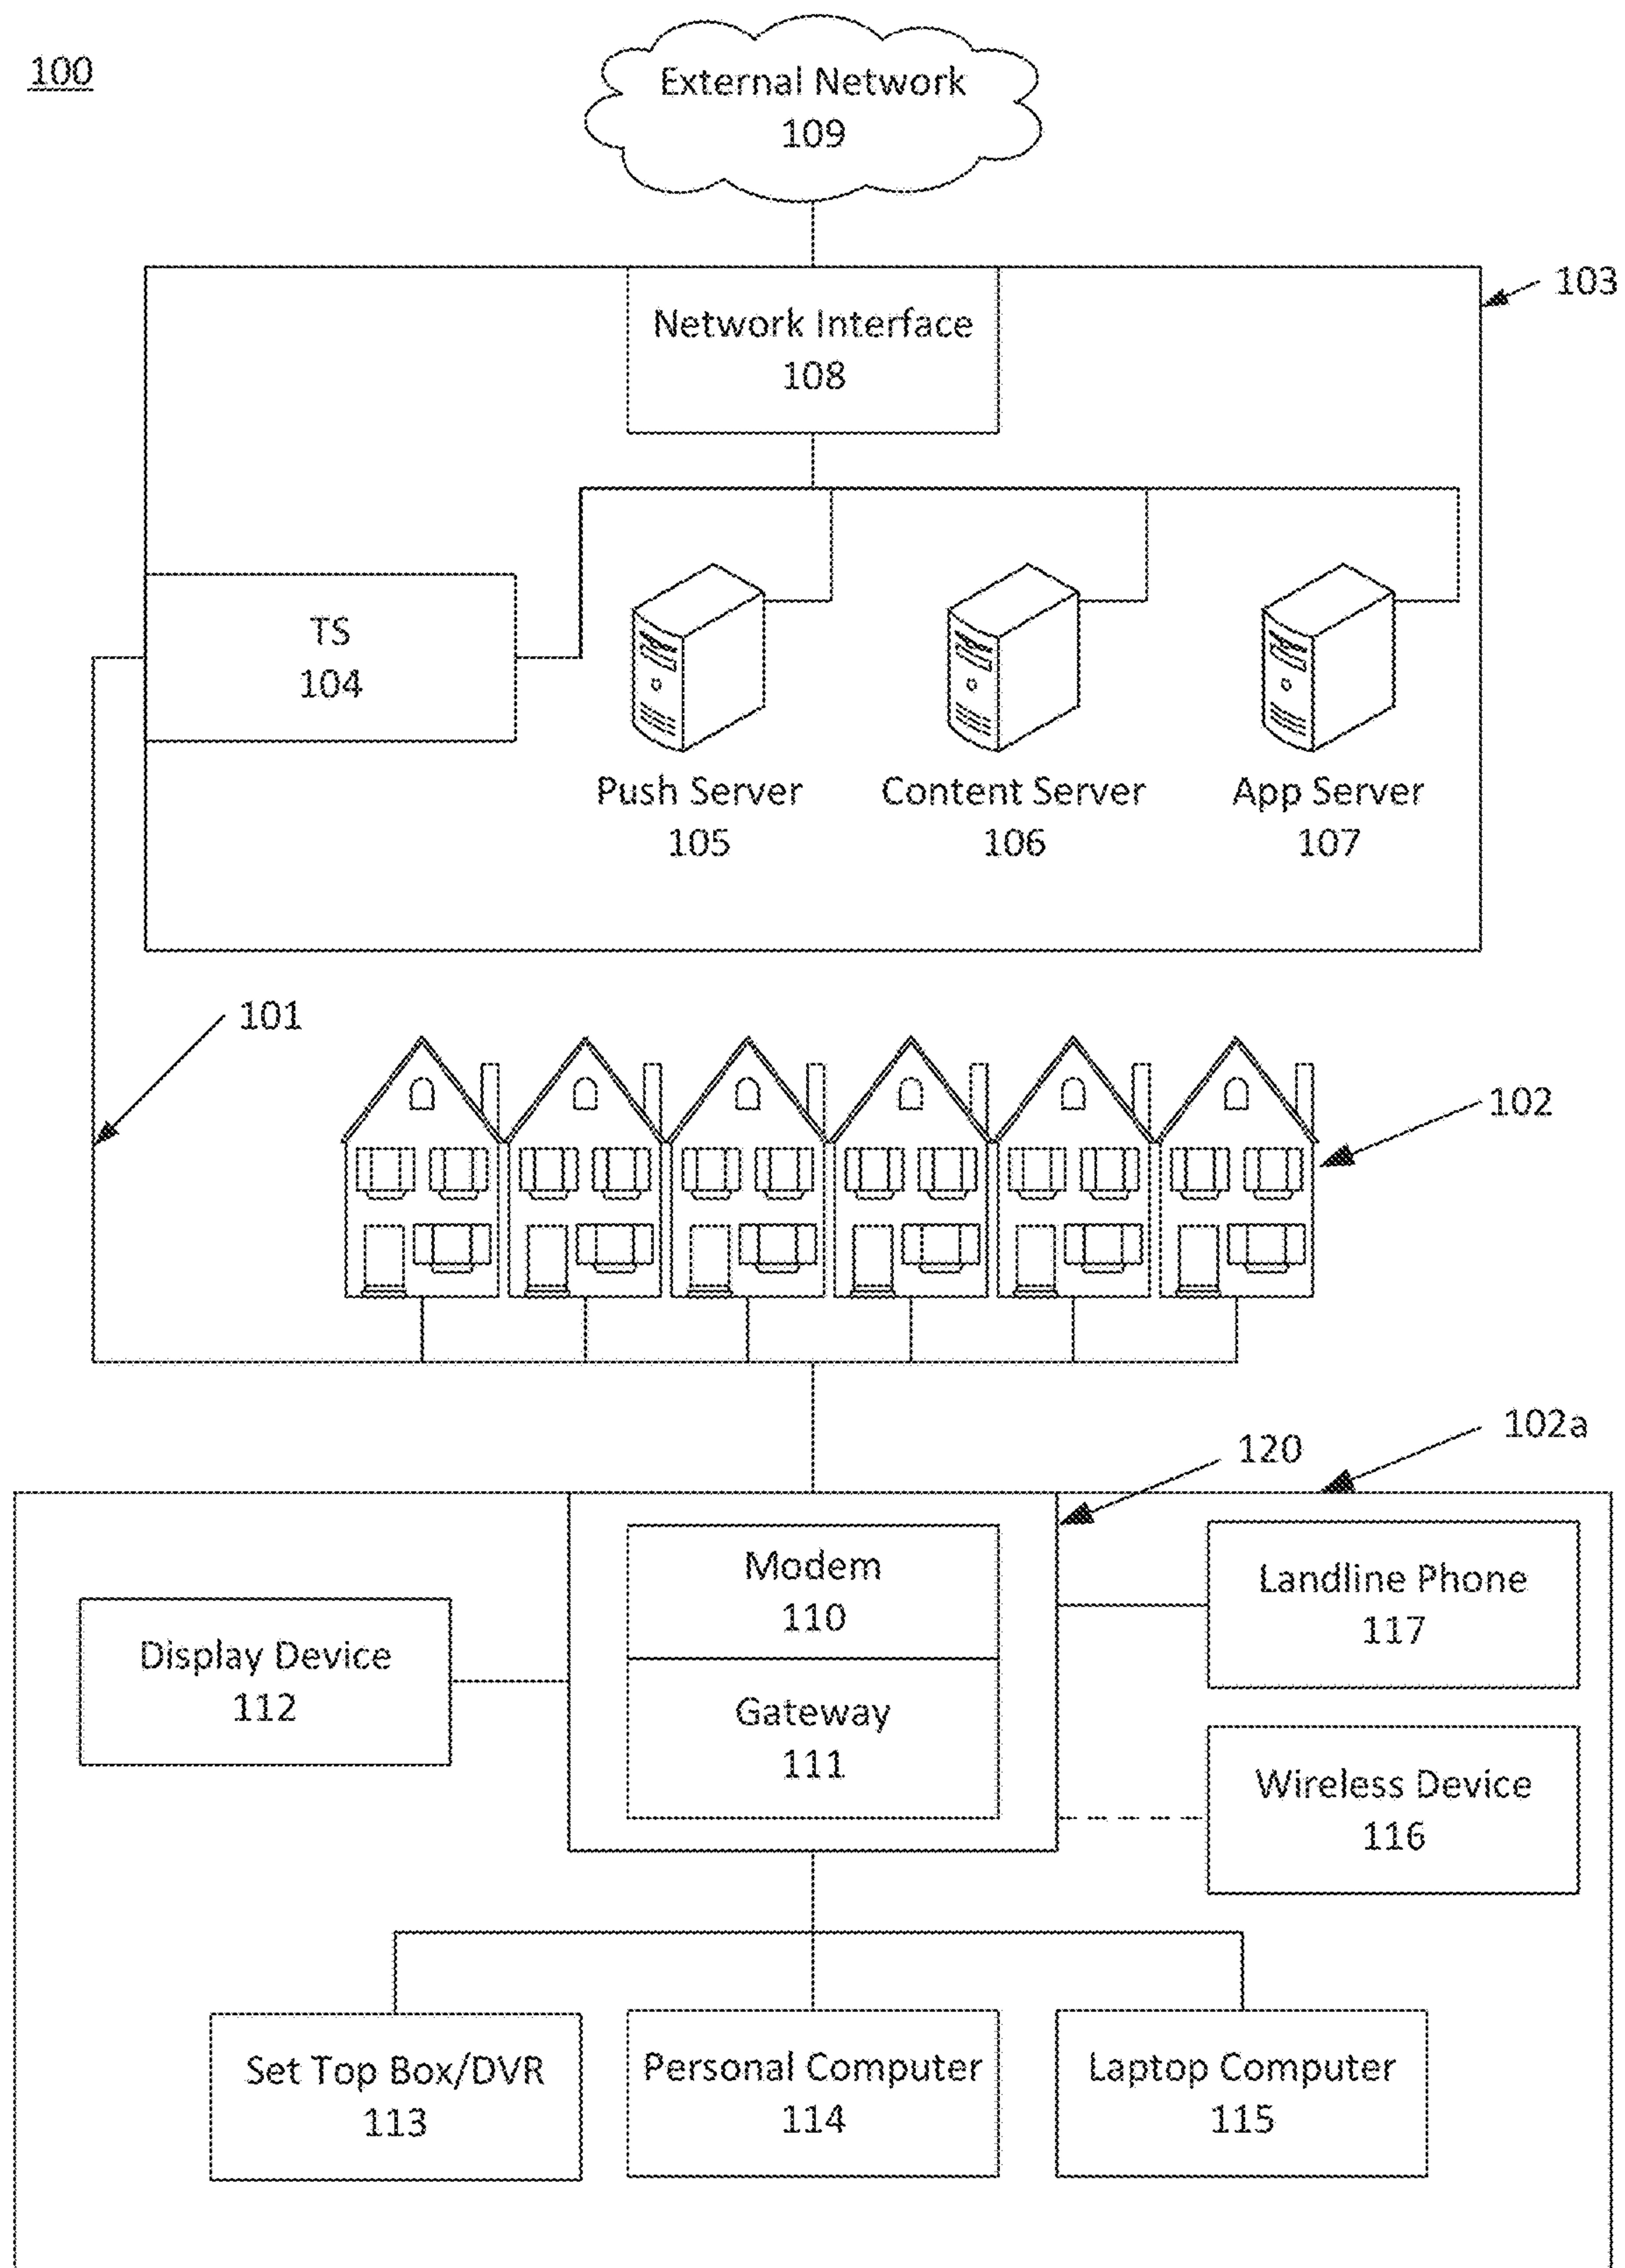 100
External Network
109
103
Network Interface
108
TS
104
Push Server
105
Content Server
106
App Server
107
101
102
102a
120
Modem
110
Landline Phone
117
Display Device
112
Gateway
111
Wireless Device
116
Set Top Box/DVR
113
Personal Computer
114
Laptop Computer
115